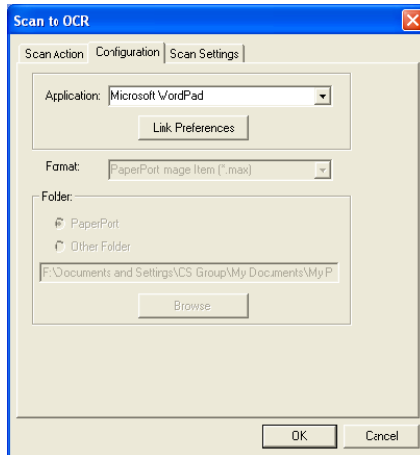 Scan to OCR
Scan Action Configuration Scan Settings
Application: Microsoft WordPad
Link Preferences
Format: PaperPort mage Item (*.max)
Folder:
PaperPort
Other Folder
F:\Documents and Settings\CS Group\My Documents\My P
Browse
OK Cancel